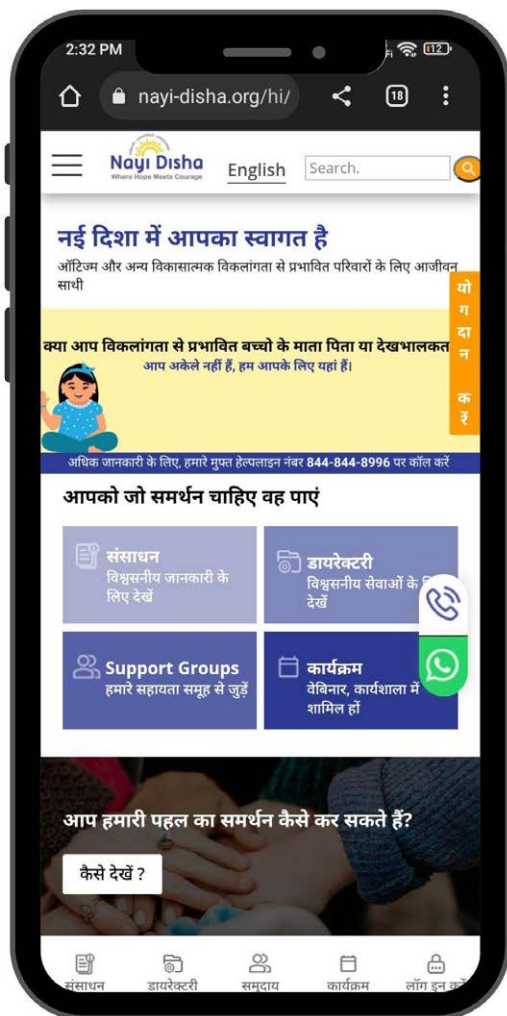 2:32 PM
112
nayi-disha.org/hi/
18
Nayi Disha
Where Hope Meets Courage
English
Search.
नई दिशा में आपका स्वागत है
ऑटिज्म और अन्य विकासात्मक विकलांगता से प्रभावित परिवारों के लिए आजीवन
साथी
यो
ग
दा
न
क
रें
क्या आप विकलांगता से प्रभावित बच्चो के माता पिता या देखभालकत
आप अकेले नहीं हैं, हम आपके लिए यहां हैं।
अधिक जानकारी के लिए, हमारे मुफ्त हेल्पलाइन नंबर 844-844-8996 पर कॉल करें
आपको जो समर्थन चाहिए वह पाएं
संसाधन
विश्वसनीय जानकारी के
लिए देखें
डायरेक्टरी
विश्वसनीय सेवाओं के
देखें
Support Groups
हमारे सहायता समूह से जुड़ें
कार्यक्रम
वेबिनार, कार्यशाला में
शामिल हों
आप हमारी पहल का समर्थन कैसे कर सकते हैं?
कैसे देखें ?
संसाधन
डायरेक्टरी
समुदाय
कार्यक्रम
लॉग इन करें